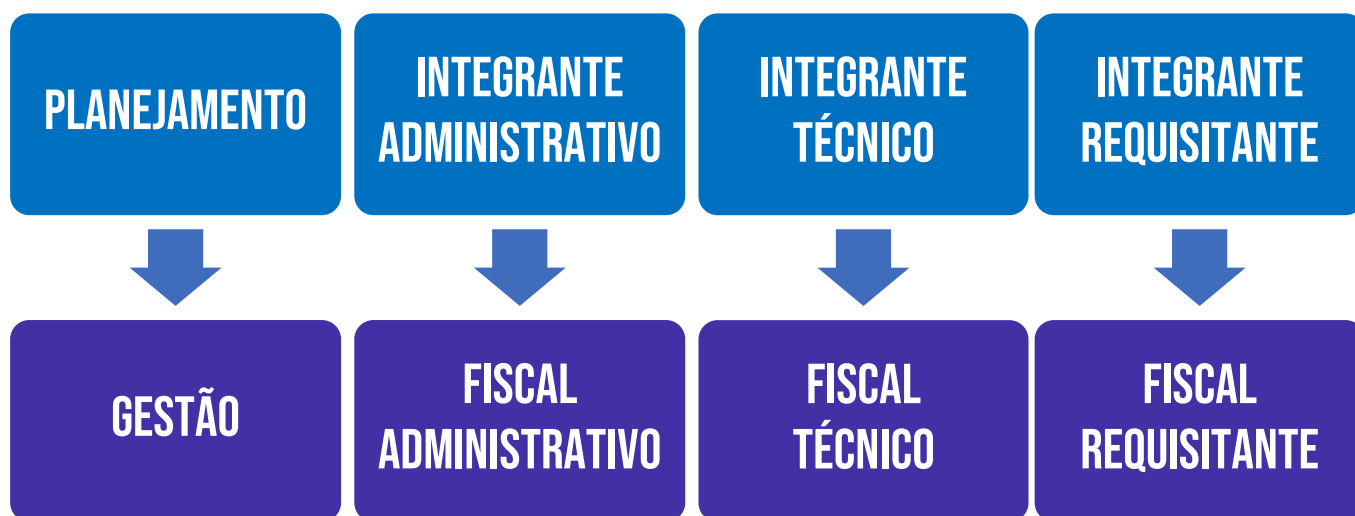 PLANEJAMENTO
INTEGRANTE
ADMINISTRATIVO
INTEGRANTE
TÉCNICO
INTEGRANTE
REQUISITANTE
GESTÃO
FISCAL
ADMINISTRATIVO
FISCAL
TÉCNICO
FISCAL
REQUISITANTE